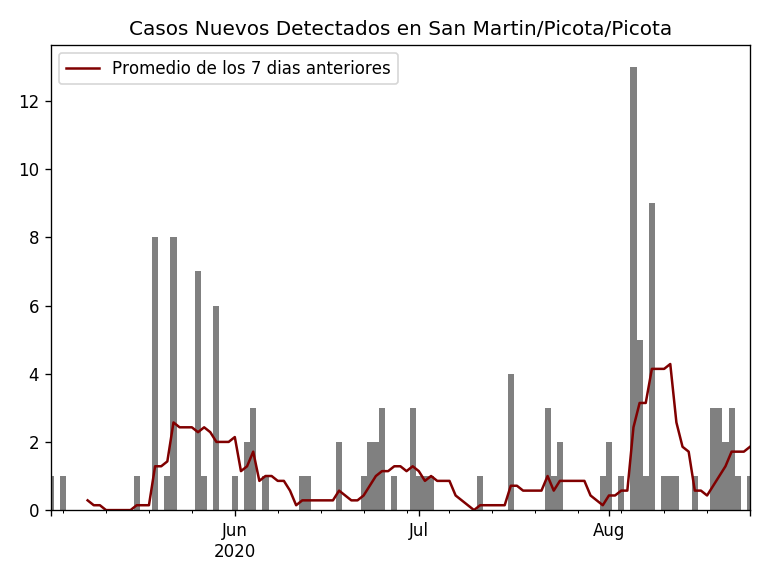 Casos Nuevos Detectados en San Martin/Picota/Picota
Promedio de los 7 dias anteriores
12
10
8
6
4
2
0
Jun
2020
Jul
Aug